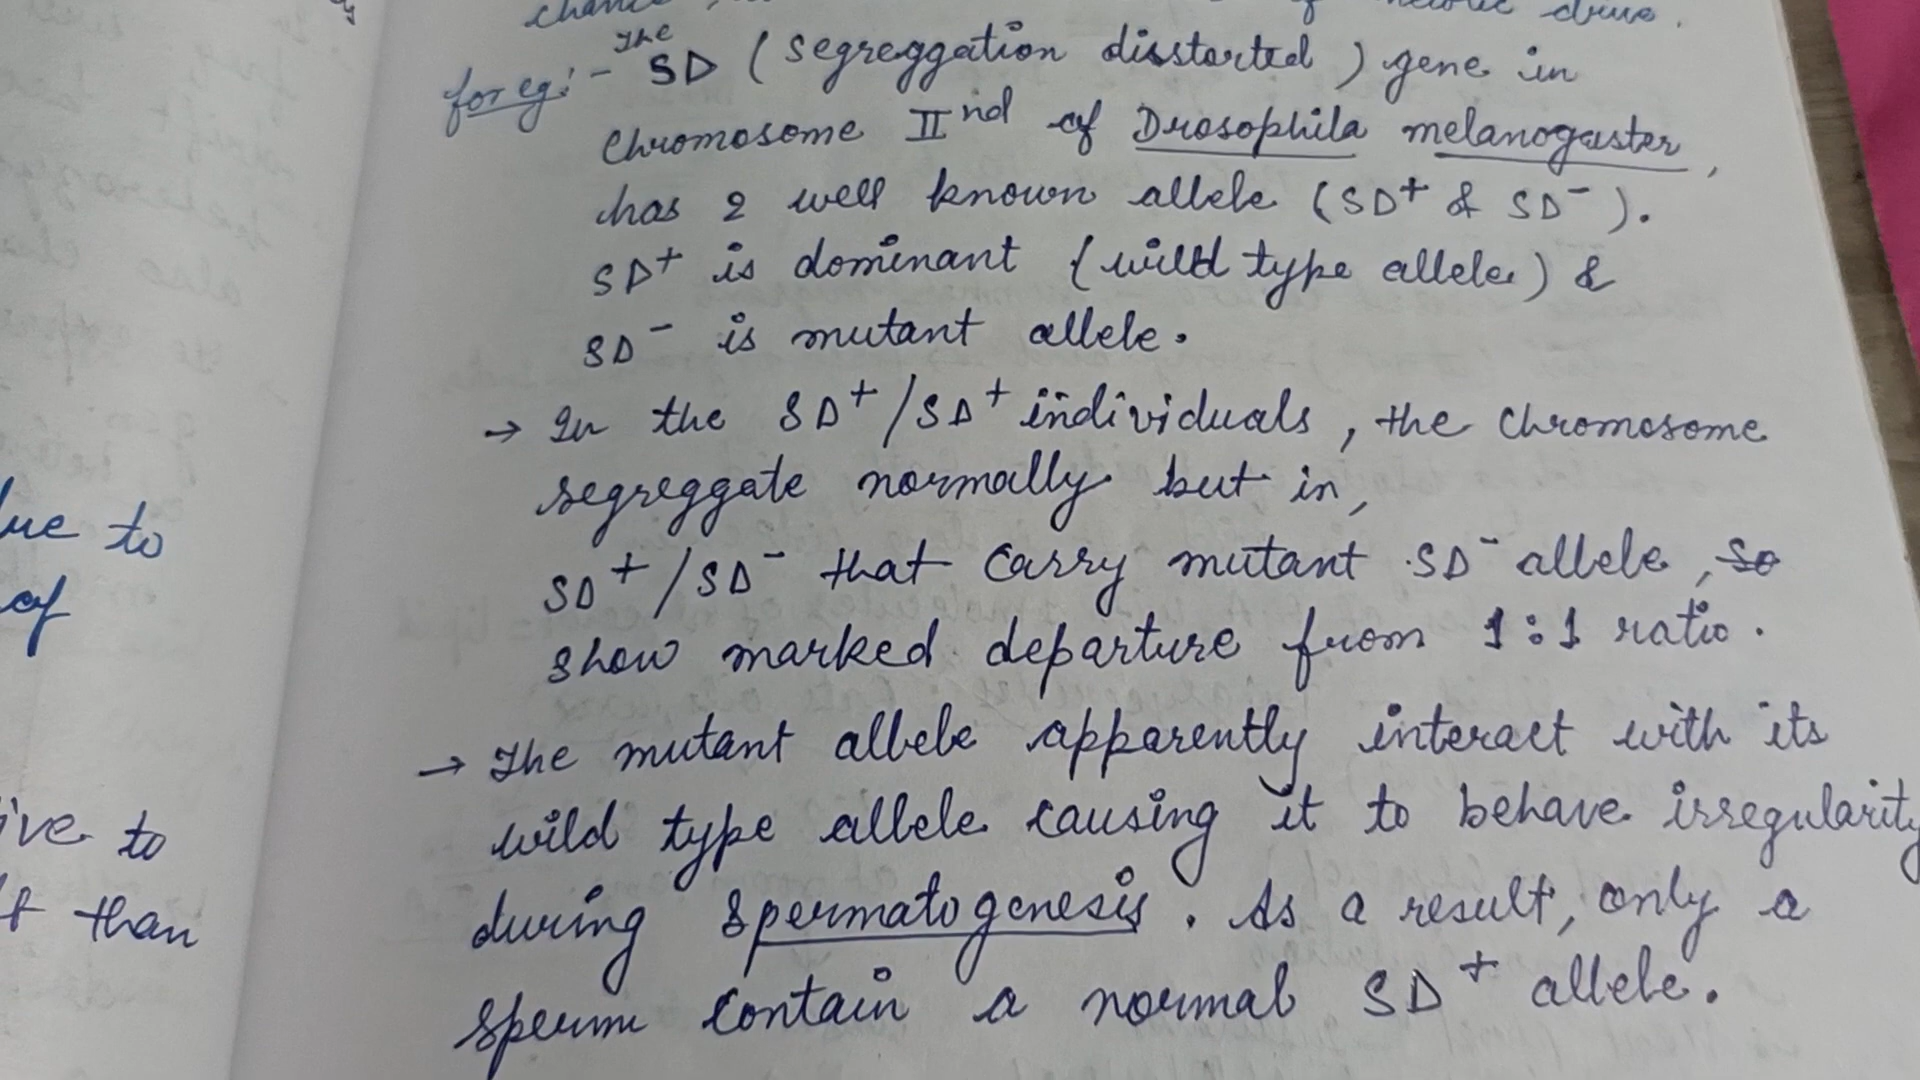 drive.
The
for eg:- SD (segreggation disstorted) gene in
Chromosome IInd of Drosophila melanogaster,
has 2 well known allele (SD+ & SD-).
SD+ is dominant (willd type allele) &
SD- is mutant allele.
→ In the SD+/SD+ individuals, the Chromosome
segreggate normally but in,
SD+/SD- that carry mutant SD- allele, so
show marked departure from 1:1 ratio.
→ The mutant allele apparently interact with its
wild type allele causing it to behave irregularity
during spermatogenesis. As a result, only a
sperm contain a normal SD+ allele.
to
of
ive to
than